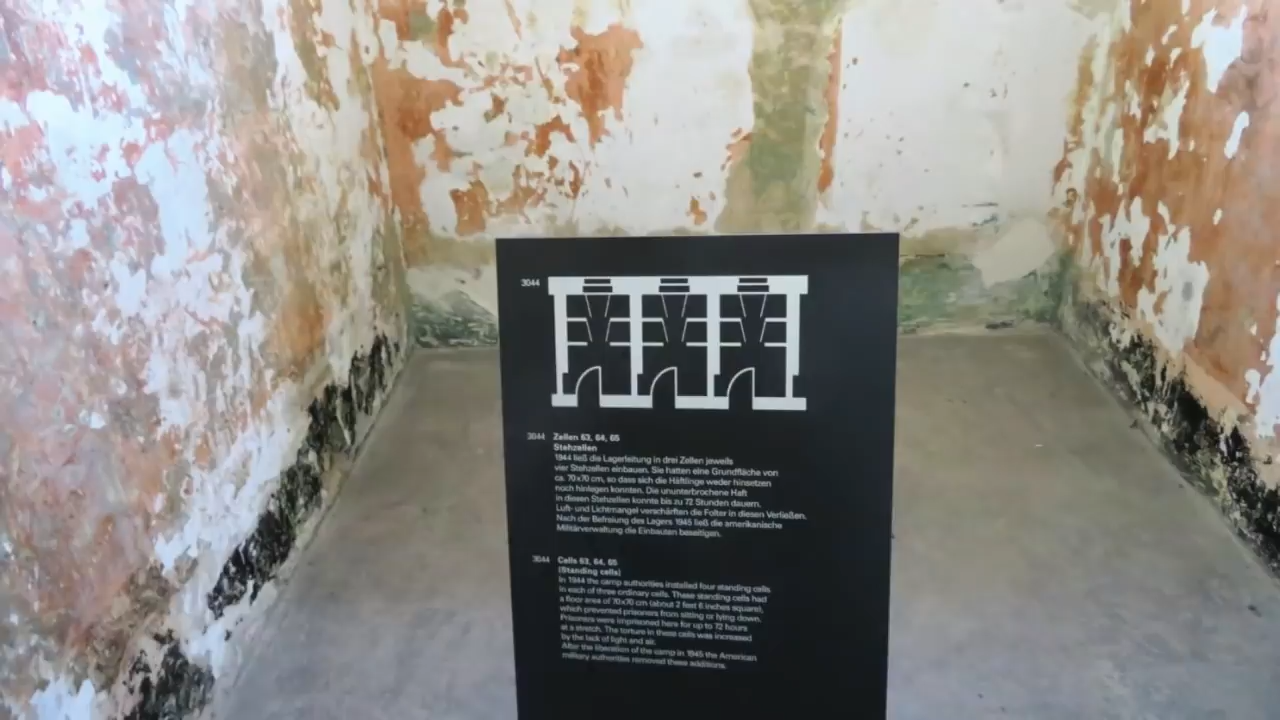 3044
3044 Zellen 63, 64, 65
Stehzellen
1944 ließ die Lagerleitung in drei Zellen jeweils
vier Stehzellen einbauen. Sie hatten eine Grundfläche von
ca. 70x70 cm, so dass sich die Häftlinge weder hinsetzen
noch hinlegen konnten. Die ununterbrochene Haft
in diesen Stehzellen konnte bis zu 72 Stunden dauern.
Luft- und Lichtmangel verschärften die Folter in diesen Verließen.
Nach der Befreiung des Lagers 1945 ließ die amerikanische
Militärverwaltung die Einbauten beseitigen.
3044 Cells 63, 64, 65
(Standing cells)
In 1944 the camp authorities installed four standing cells
in each of three ordinary cells. These standing cells had
a floor area of 70x70 cm (about 2 feet 6 inches square),
which prevented prisoners from sitting or lying down.
Prisoners were imprisoned here for up to 72 hours
at a stretch. The torture in these cells was increased
by the lack of light and air.
After the liberation of the camp in 1945 the American
military authorities removed these additions.